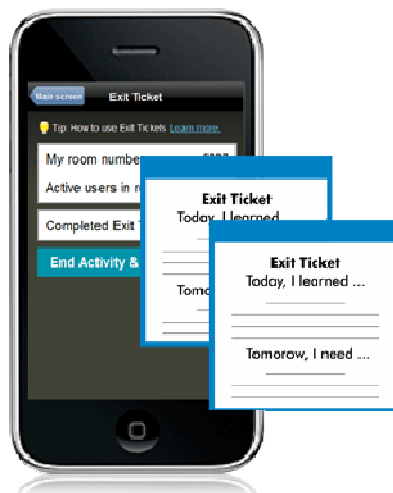 Main screen
Exit Ticket
Tip: How to use Exit Tickets Learn more.
My room numbe
Active users in
Completed Exit
End Activity &
Exit Ticket
Today, I learned
Exit Ticket
Today, I learned ...
Tomorow, I need ....